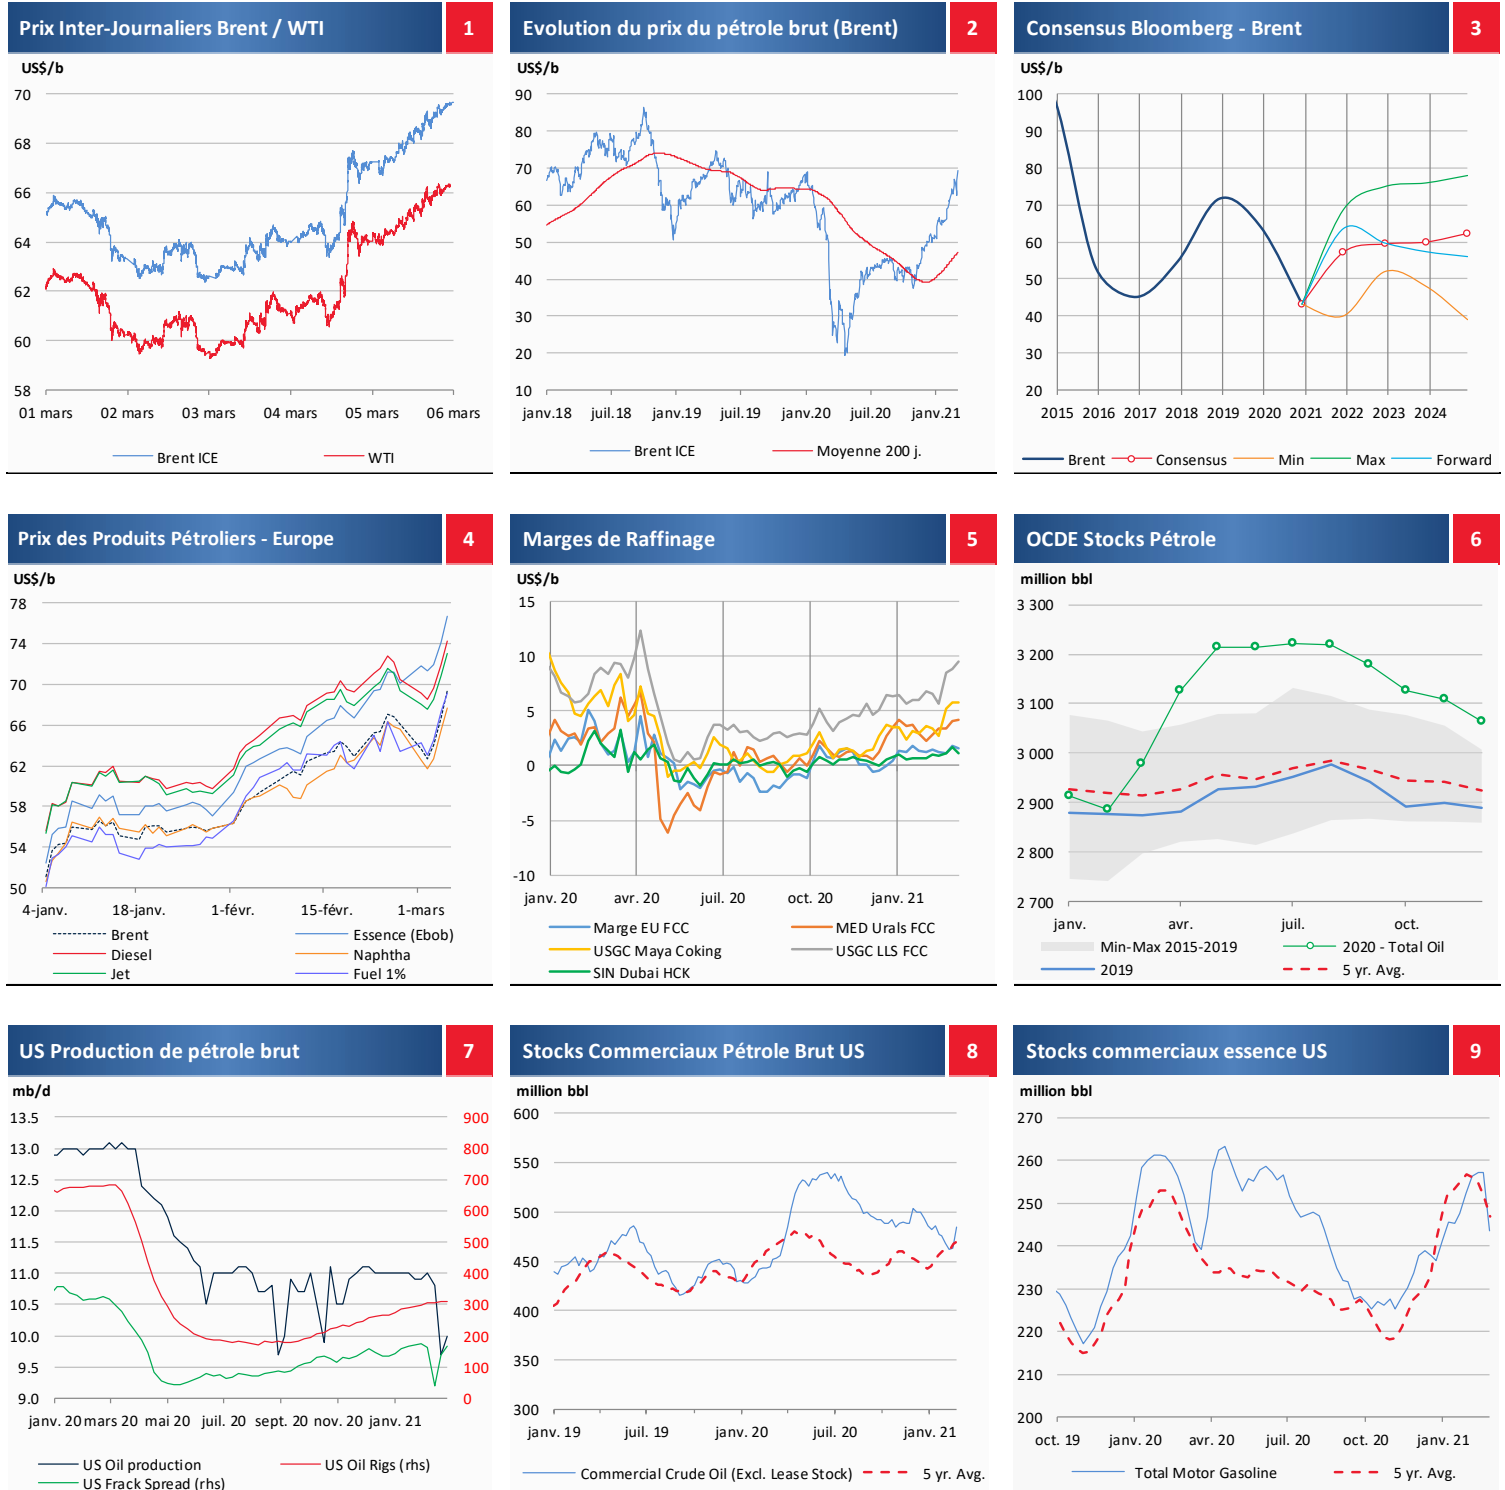 Prix Inter-Journaliers Brent / WTI 1
US$/b
70
68
66
64
62
60
58
01 mars 02 mars 03 mars 04 mars 05 mars 06 mars
Brent ICE WTI
Evolution du prix du pétrole brut (Brent) 2
US$/b
90
80
70
60
50
40
30
20
10
janv.18 juil.18 janv.19 juil.19 janv.20 juil.20 janv.21
Brent ICE Moyenne 200 j.
Consensus Bloomberg - Brent 3
US$/b
100
90
80
70
60
50
40
30
20
2015 2016 2017 2018 2019 2020 2021 2022 2023 2024
Brent Consensus Min Max Forward
Prix des Produits Pétroliers - Europe 4
US$/b
78
74
70
66
62
58
54
50
4-janv. 18-janv. 1-févr. 15-févr. 1-mars
Brent Essence (Ebob)
Diesel Naphtha
Jet Fuel 1%
Marges de Raffinage 5
US$/b
15
10
5
0
-5
-10
janv. 20 avr. 20 juil. 20 oct. 20 janv. 21
Marge EU FCC MED Urals FCC
USGC Maya Coking USGC LLS FCC
SIN Dubai HCK
OCDE Stocks Pétrole 6
million bbl
3 300
3 200
3 100
3 000
2 900
2 800
2 700
janv. avr. juil. oct.
Min-Max 2015-2019 2020 - Total Oil
2019 5 yr. Avg.
US Production de pétrole brut 7
mb/d
13.5 900
13.0 800
12.5 700
12.0 600
11.5 500
11.0 400
10.5 300
10.0 200
9.5 100
9.0 0
janv. 20 mars 20 mai 20 juil. 20 sept. 20 nov. 20 janv. 21
US Oil production US Oil Rigs (rhs)
US Frack Spread (rhs)
Stocks Commerciaux Pétrole Brut US 8
million bbl
600
550
500
450
400
350
300
janv. 19 juil. 19 janv. 20 juil. 20 janv. 21
Commercial Crude Oil (Excl. Lease Stock) 5 yr. Avg.
Stocks commerciaux essence US 9
million bbl
270
260
250
240
230
220
210
200
oct. 19 janv. 20 avr. 20 juil. 20 oct. 20 janv. 21
Total Motor Gasoline 5 yr. Avg.